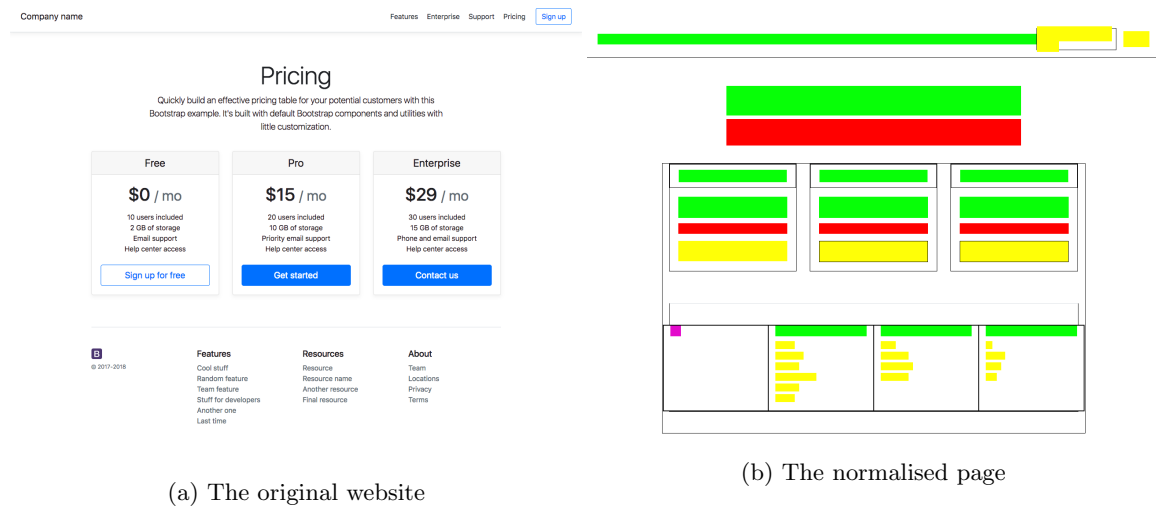 Company name Features Enterprise Support Pricing Sign up
Pricing
Quickly build an effective pricing table for your potential customers with this
Bootstrap example. It's built with default Bootstrap components and utilities with
little customization.
Free Pro Enterprise
$0 / mo $15 / mo $29 / mo
10 users included 20 users included 30 users included
2 GB of storage 10 GB of storage 15 GB of storage
Email support Priority email support Phone and email support
Help center access Help center access Help center access
Sign up for free Get started Contact us
B Features Resources About
© 2017-2018 Cool stuff Resource Team
Random feature Resource name Locations
Team feature Another resource Privacy
Stuff for developers Final resource Terms
Another one
Last time
(a) The original website
(b) The normalised page